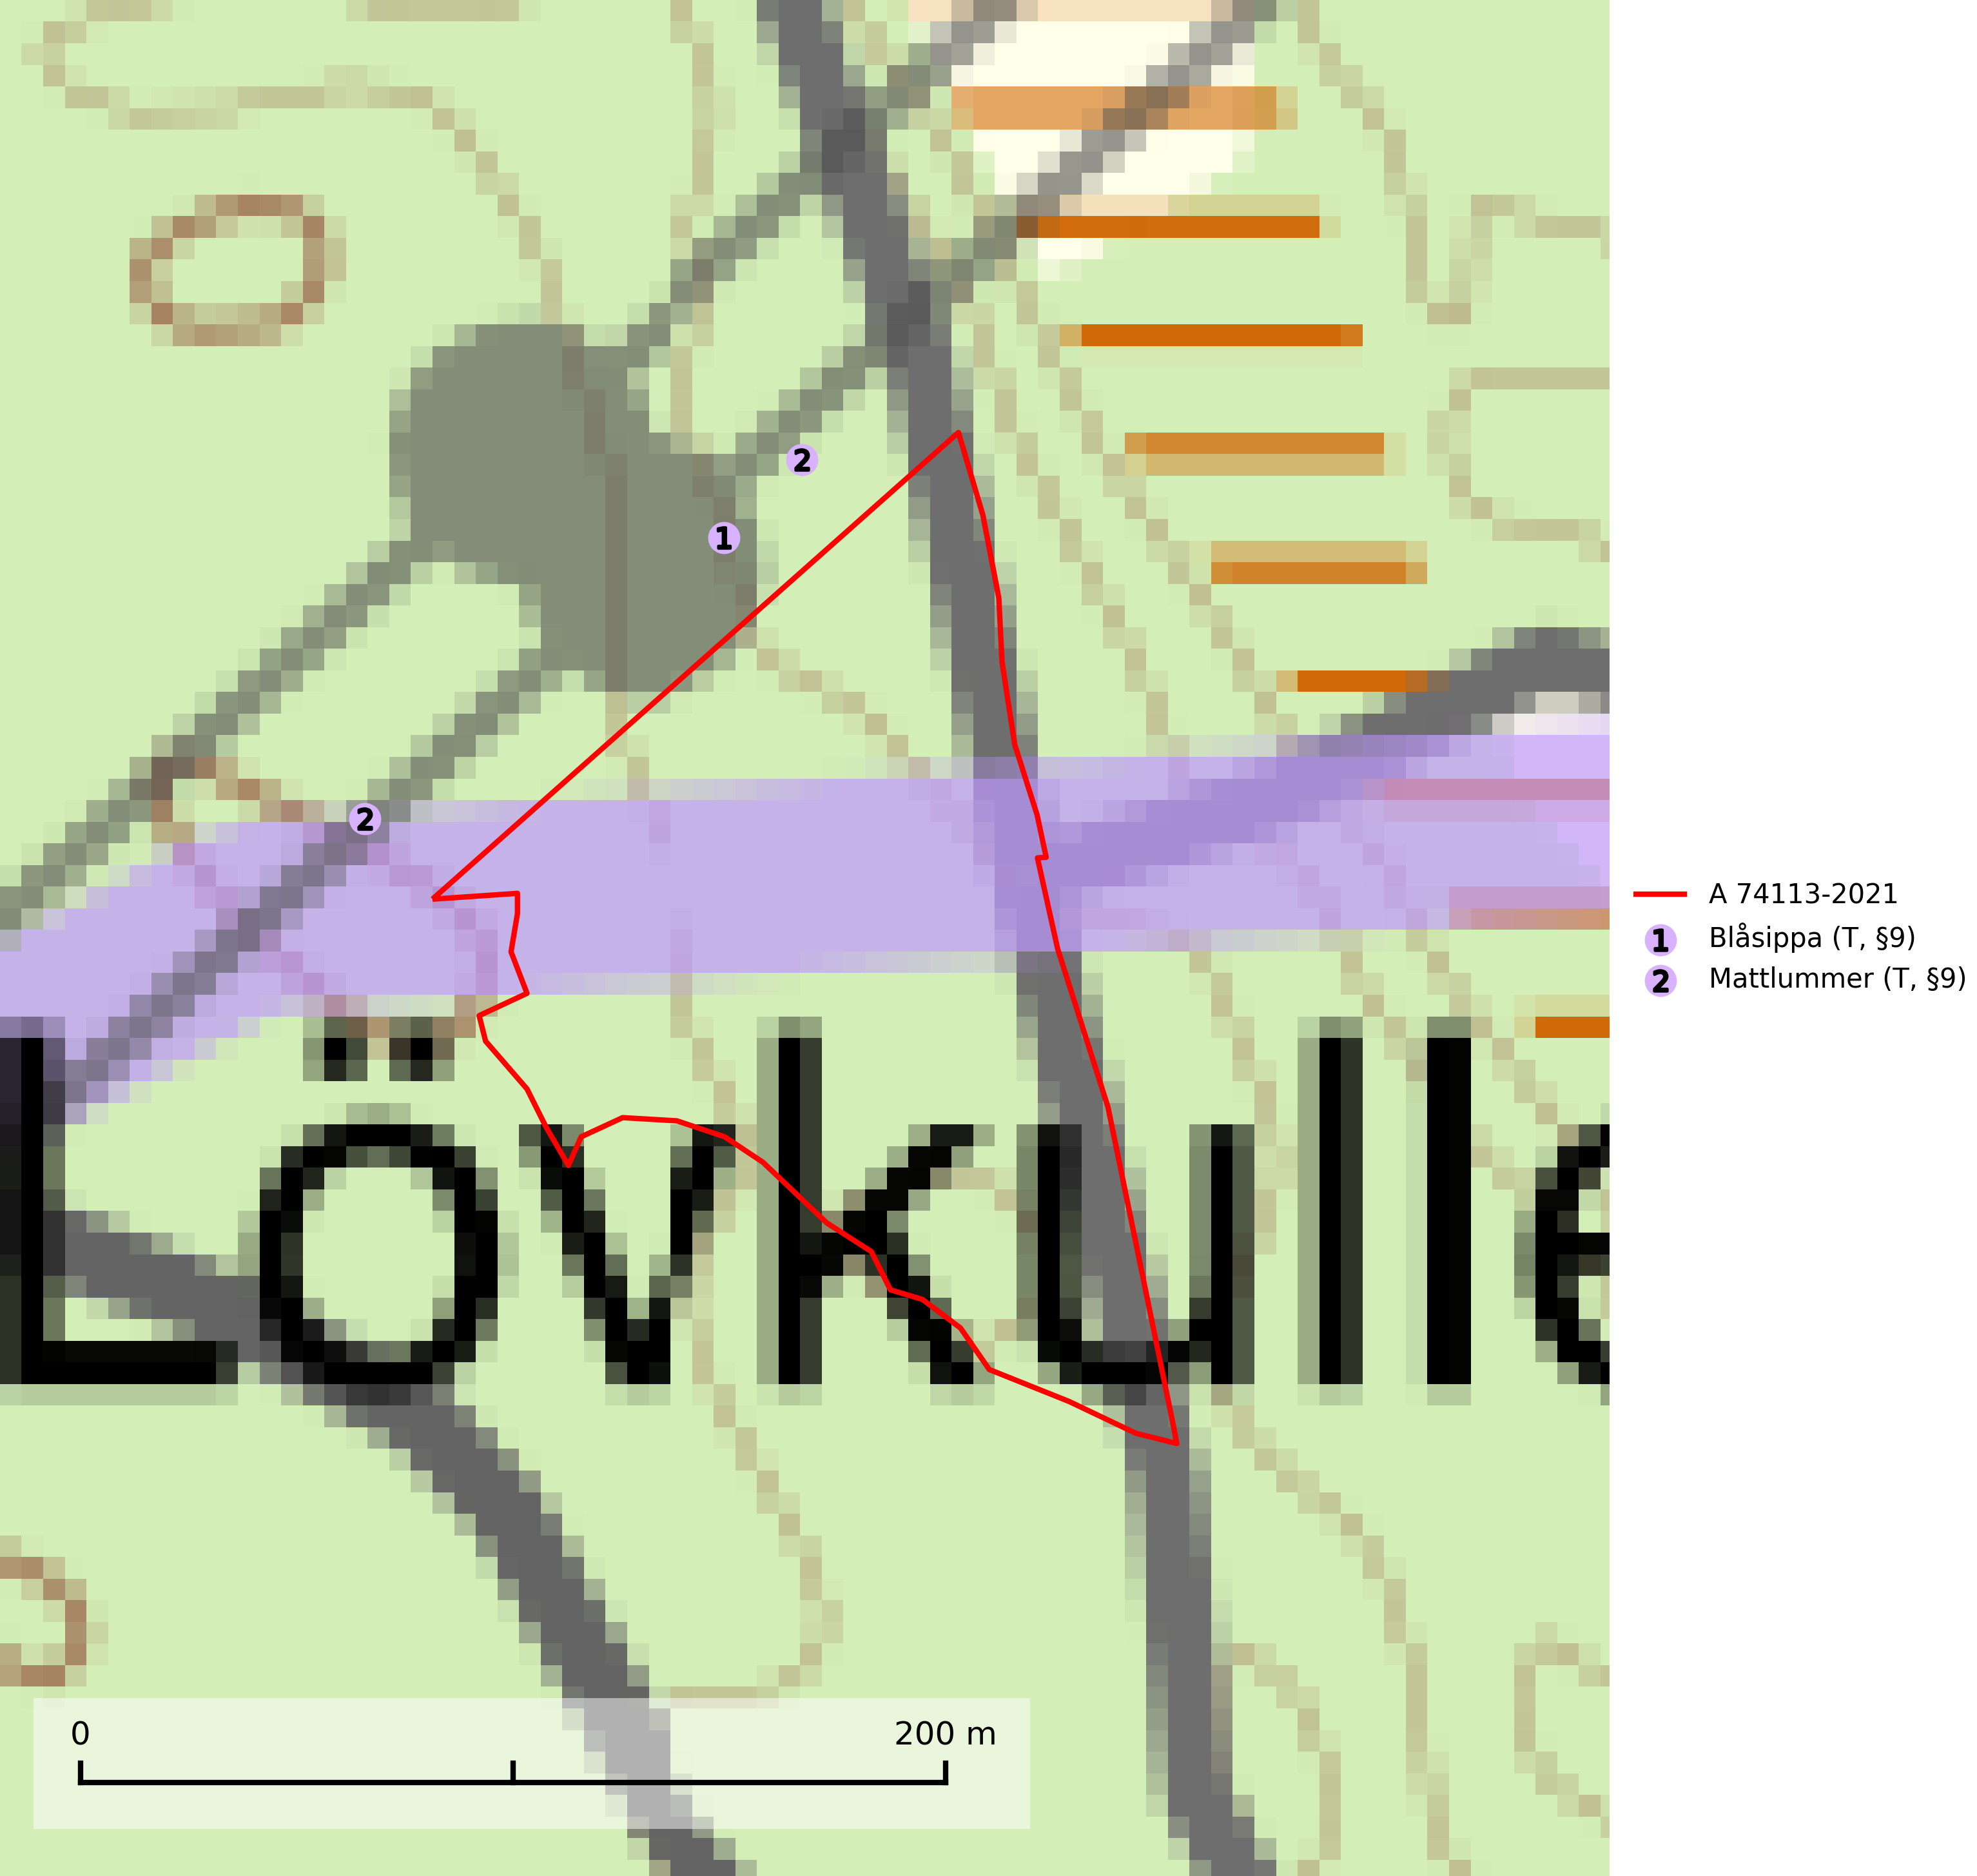 2
1
2
Lövkulle
0 200 m
A 74113-2021
1 Blåsippa (T, §9)
2 Mattlummer (T, §9)